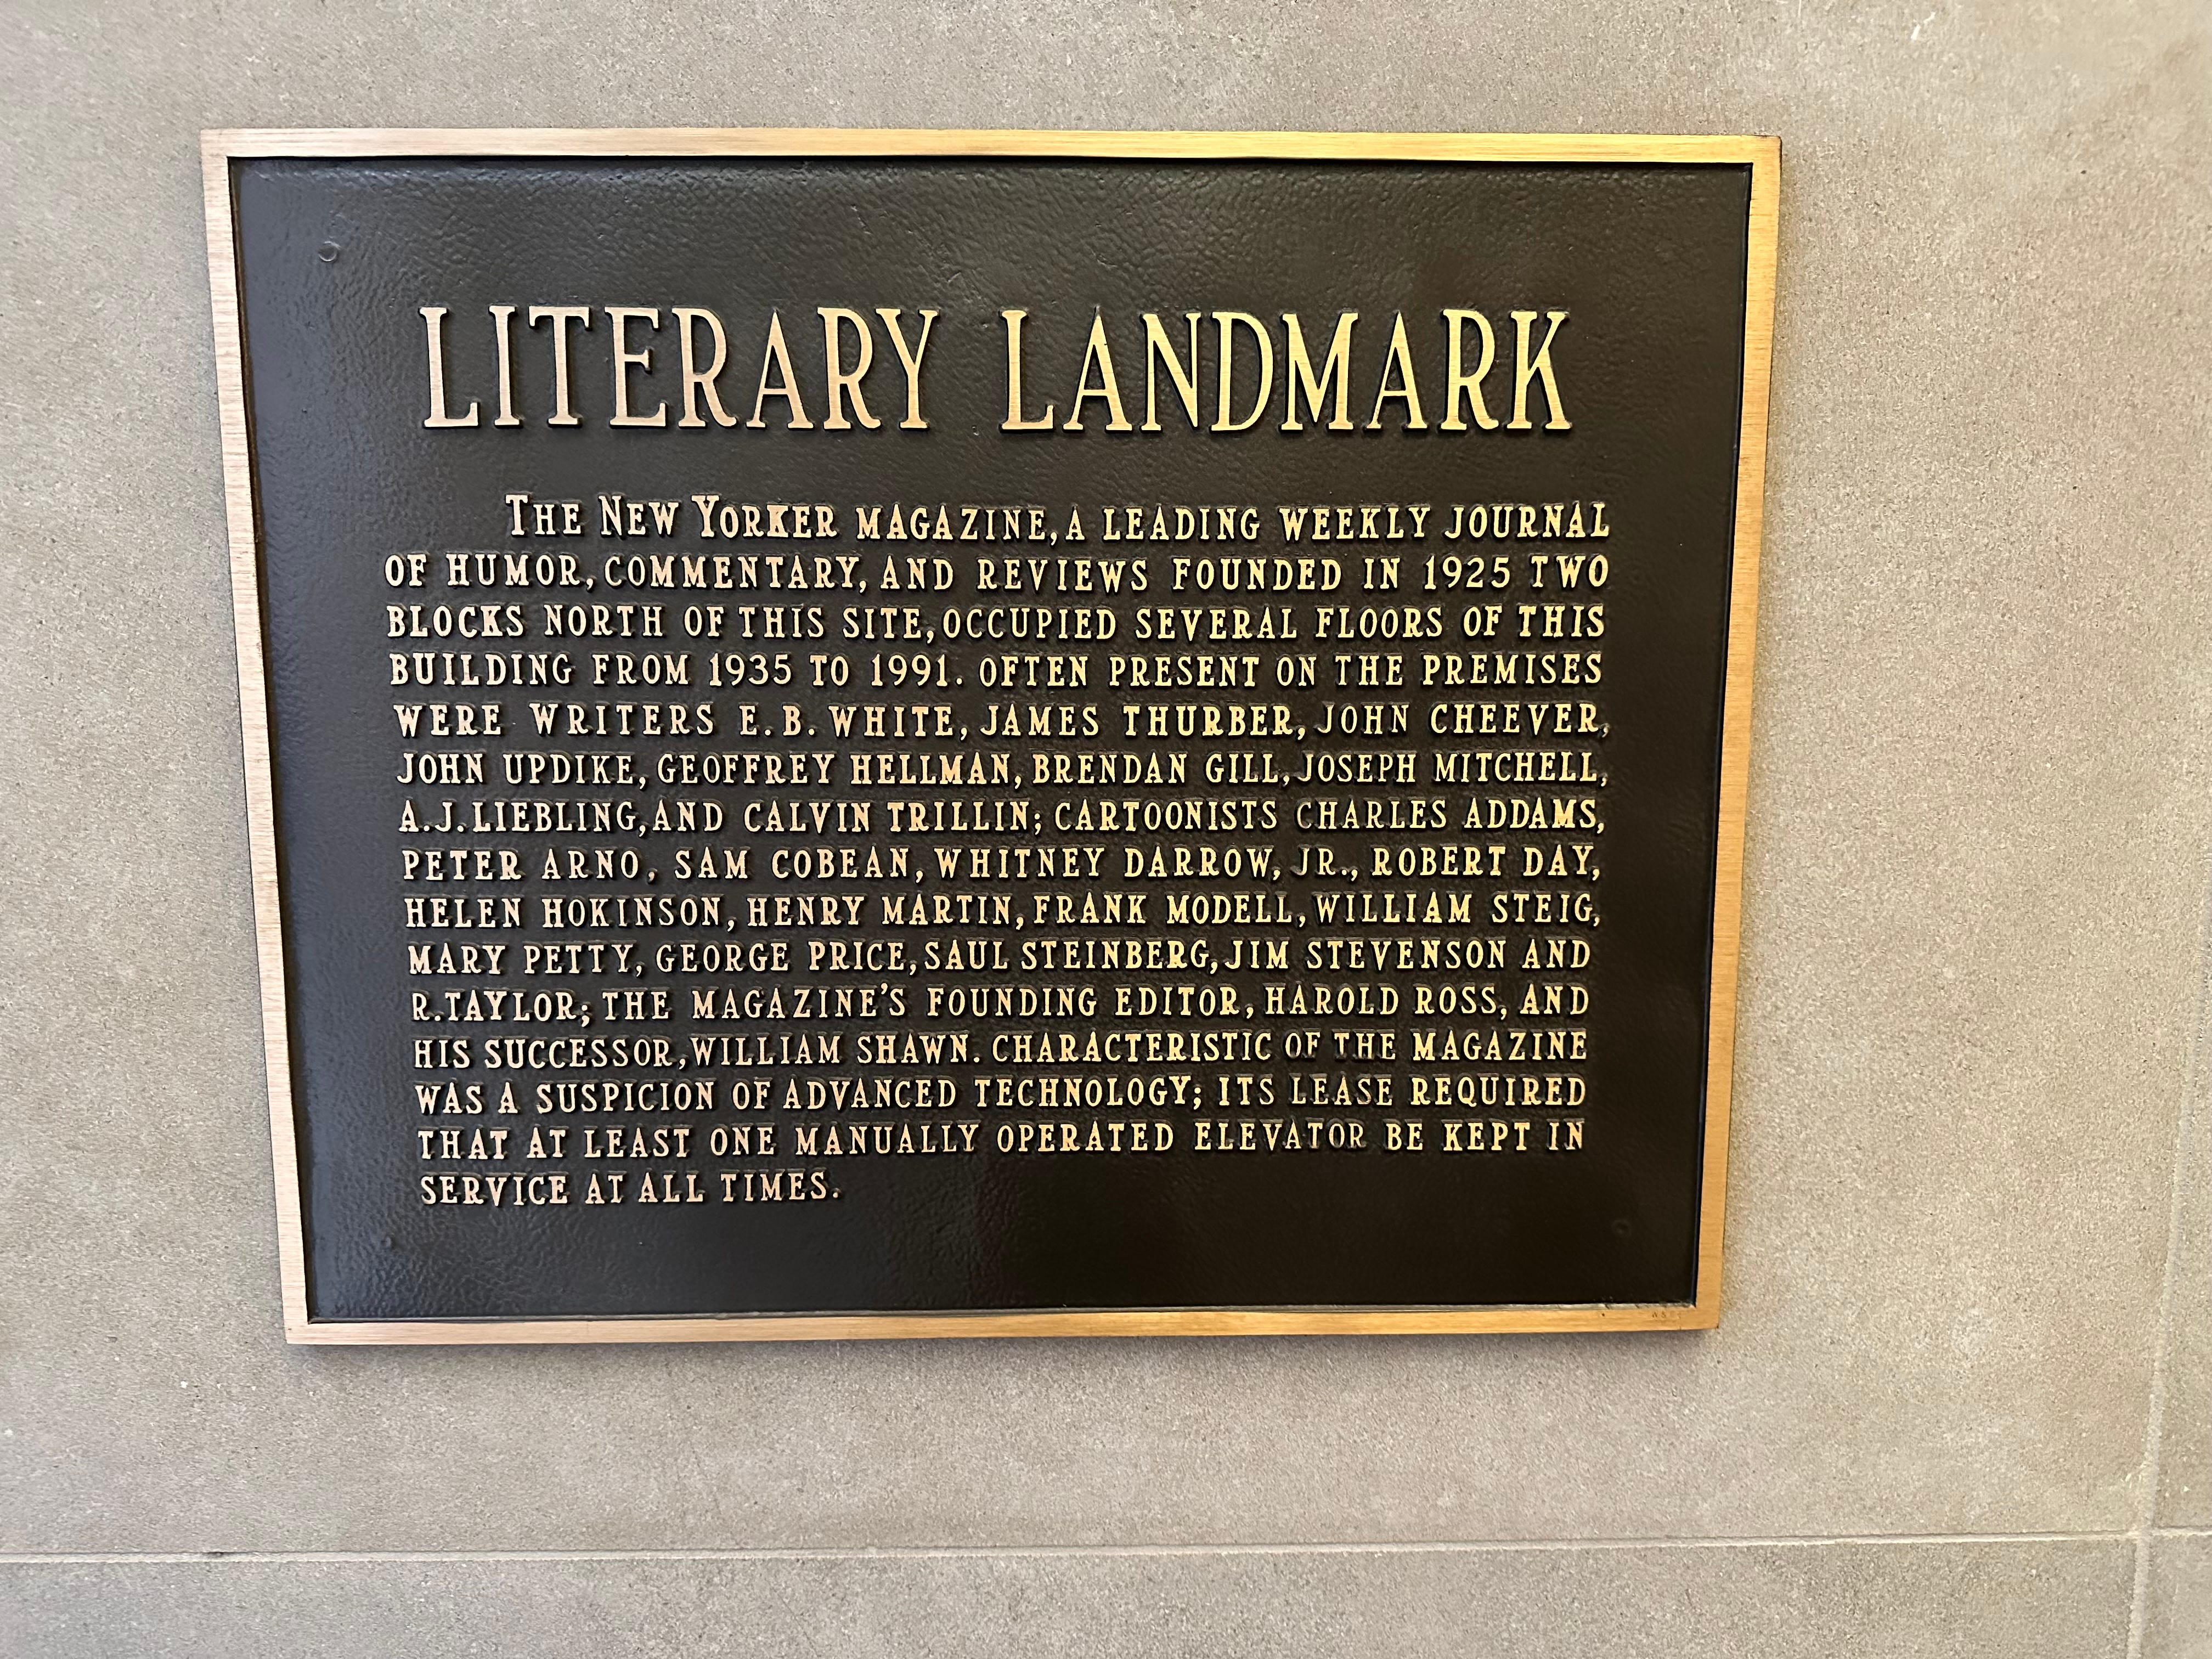 LITERARY LANDMARK
THE NEW YORKER MAGAZINE, A LEADING WEEKLY JOURNAL
OF HUMOR, COMMENTARY, AND REVIEWS FOUNDED IN 1925 TWO
BLOCKS NORTH OF THIS SITE, OCCUPIED SEVERAL FLOORS OF THIS
BUILDING FROM 1935 TO 1991. OFTEN PRESENT ON THE PREMISES
WERE WRITERS E.B. WHITE, JAMES THURBER, JOHN CHEEVER,
JOHN UPDIKE, GEOFFREY HELLMAN, BRENDAN GILL, JOSEPH MITCHELL,
A.J. LIEBLING, AND CALVIN TRILLIN; CARTOONISTS CHARLES ADDAMS,
PETER ARNO, SAM COBEAN, WHITNEY DARROW, JR., ROBERT DAY,
HELEN HOKINSON, HENRY MARTIN, FRANK MODELL, WILLIAM STEIG,
MARY PETTY, GEORGE PRICE, SAUL STEINBERG, JIM STEVENSON AND
R. TAYLOR; THE MAGAZINE'S FOUNDING EDITOR, HAROLD ROSS, AND
HIS SUCCESSOR, WILLIAM SHAWN. CHARACTERISTIC OF THE MAGAZINE
WAS A SUSPICION OF ADVANCED TECHNOLOGY; ITS LEASE REQUIRED
THAT AT LEAST ONE MANUALLY OPERATED ELEVATOR BE KEPT IN
SERVICE AT ALL TIMES.